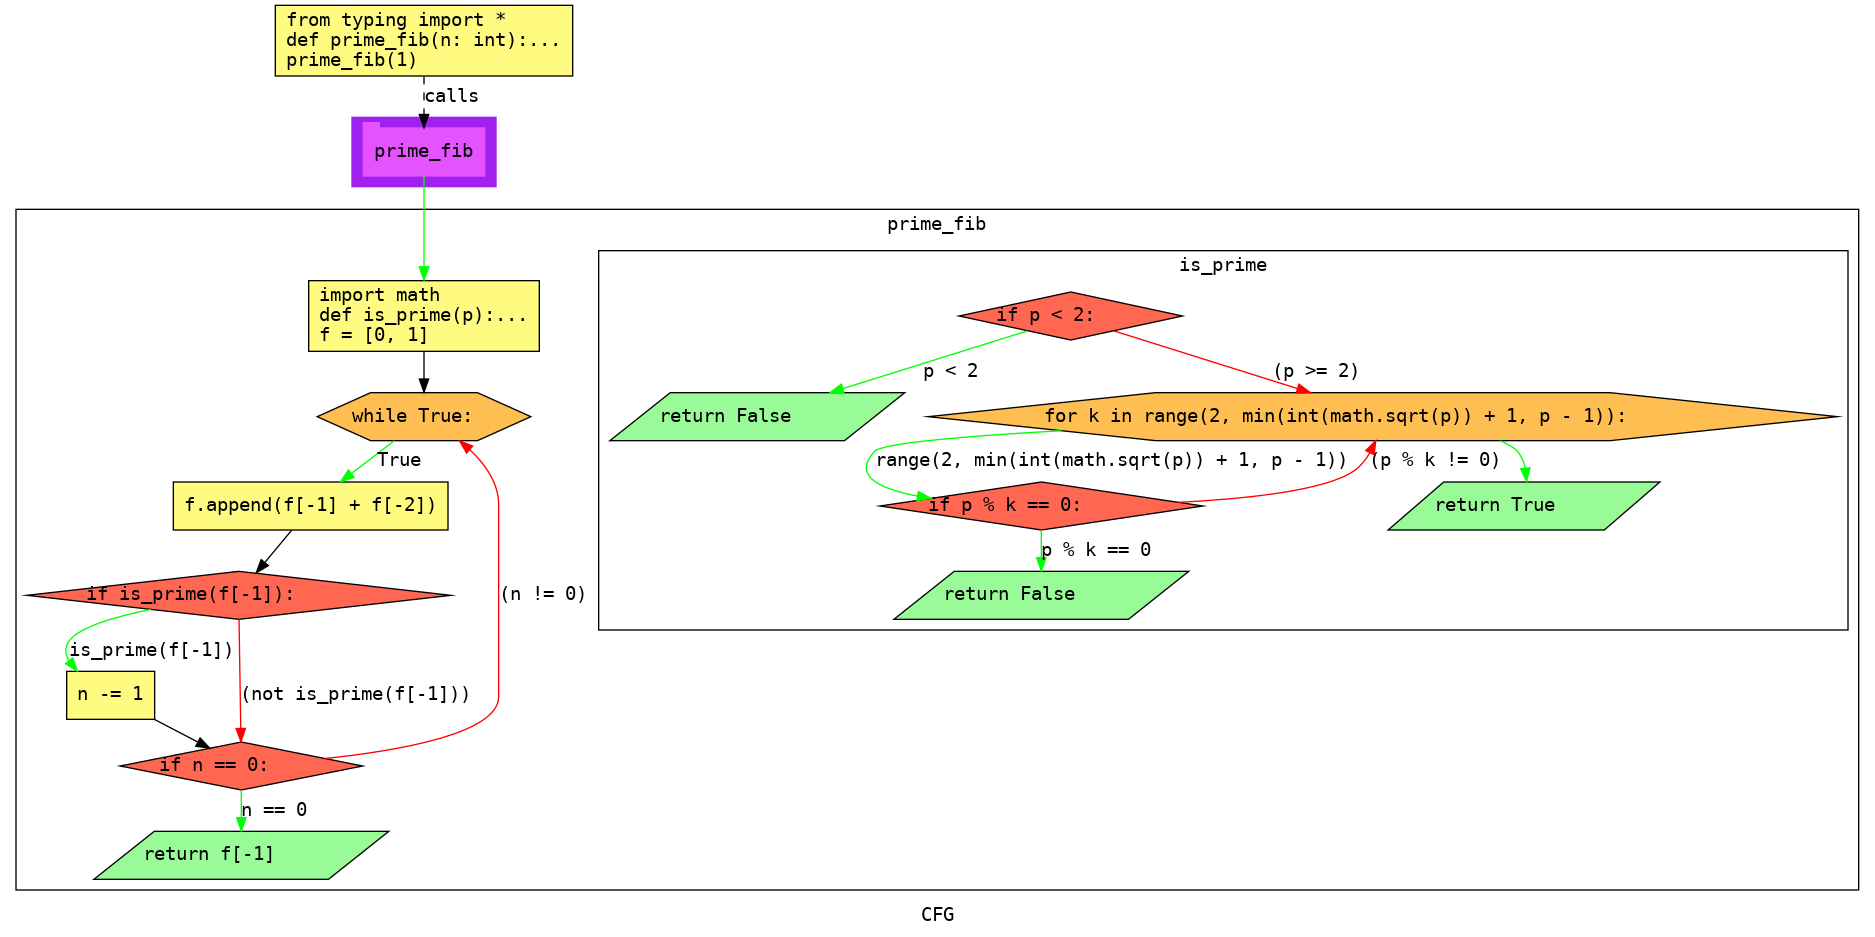 from typing import *
def prime_fib(n: int):...
prime_fib(1)
calls
prime_fib
prime_fib
import math
def is_prime(p):...
f = [0, 1]
while True:
True
f.append(f[-1] + f[-2])
if is_prime(f[-1]):
(n != 0)
is_prime(f[-1])
n -= 1
(not is_prime(f[-1]))
if n == 0:
n == 0
return f[-1]
is_prime
if p < 2:
p < 2
(p >= 2)
return False
for k in range(2, min(int(math.sqrt(p)) + 1, p - 1)):
range(2, min(int(math.sqrt(p)) + 1, p - 1))
(p % k != 0)
if p % k == 0:
return True
p % k == 0
return False
CFG